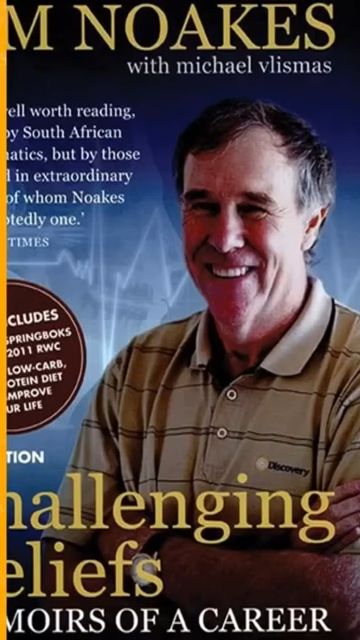 M NOAKES
with michael vlismas
ell worth reading,
by South African
atics, but by those
d in extraordinary
of whom Noakes
otedly one.'
TIMES
CLUDES
SPRINGBOKS
2011 RWC
LOW-CARB,
OTEIN DIET
MPROVE
UR LIFE
TION
Discovery
hallenging
eliefs
MOIRS OF A CAREER